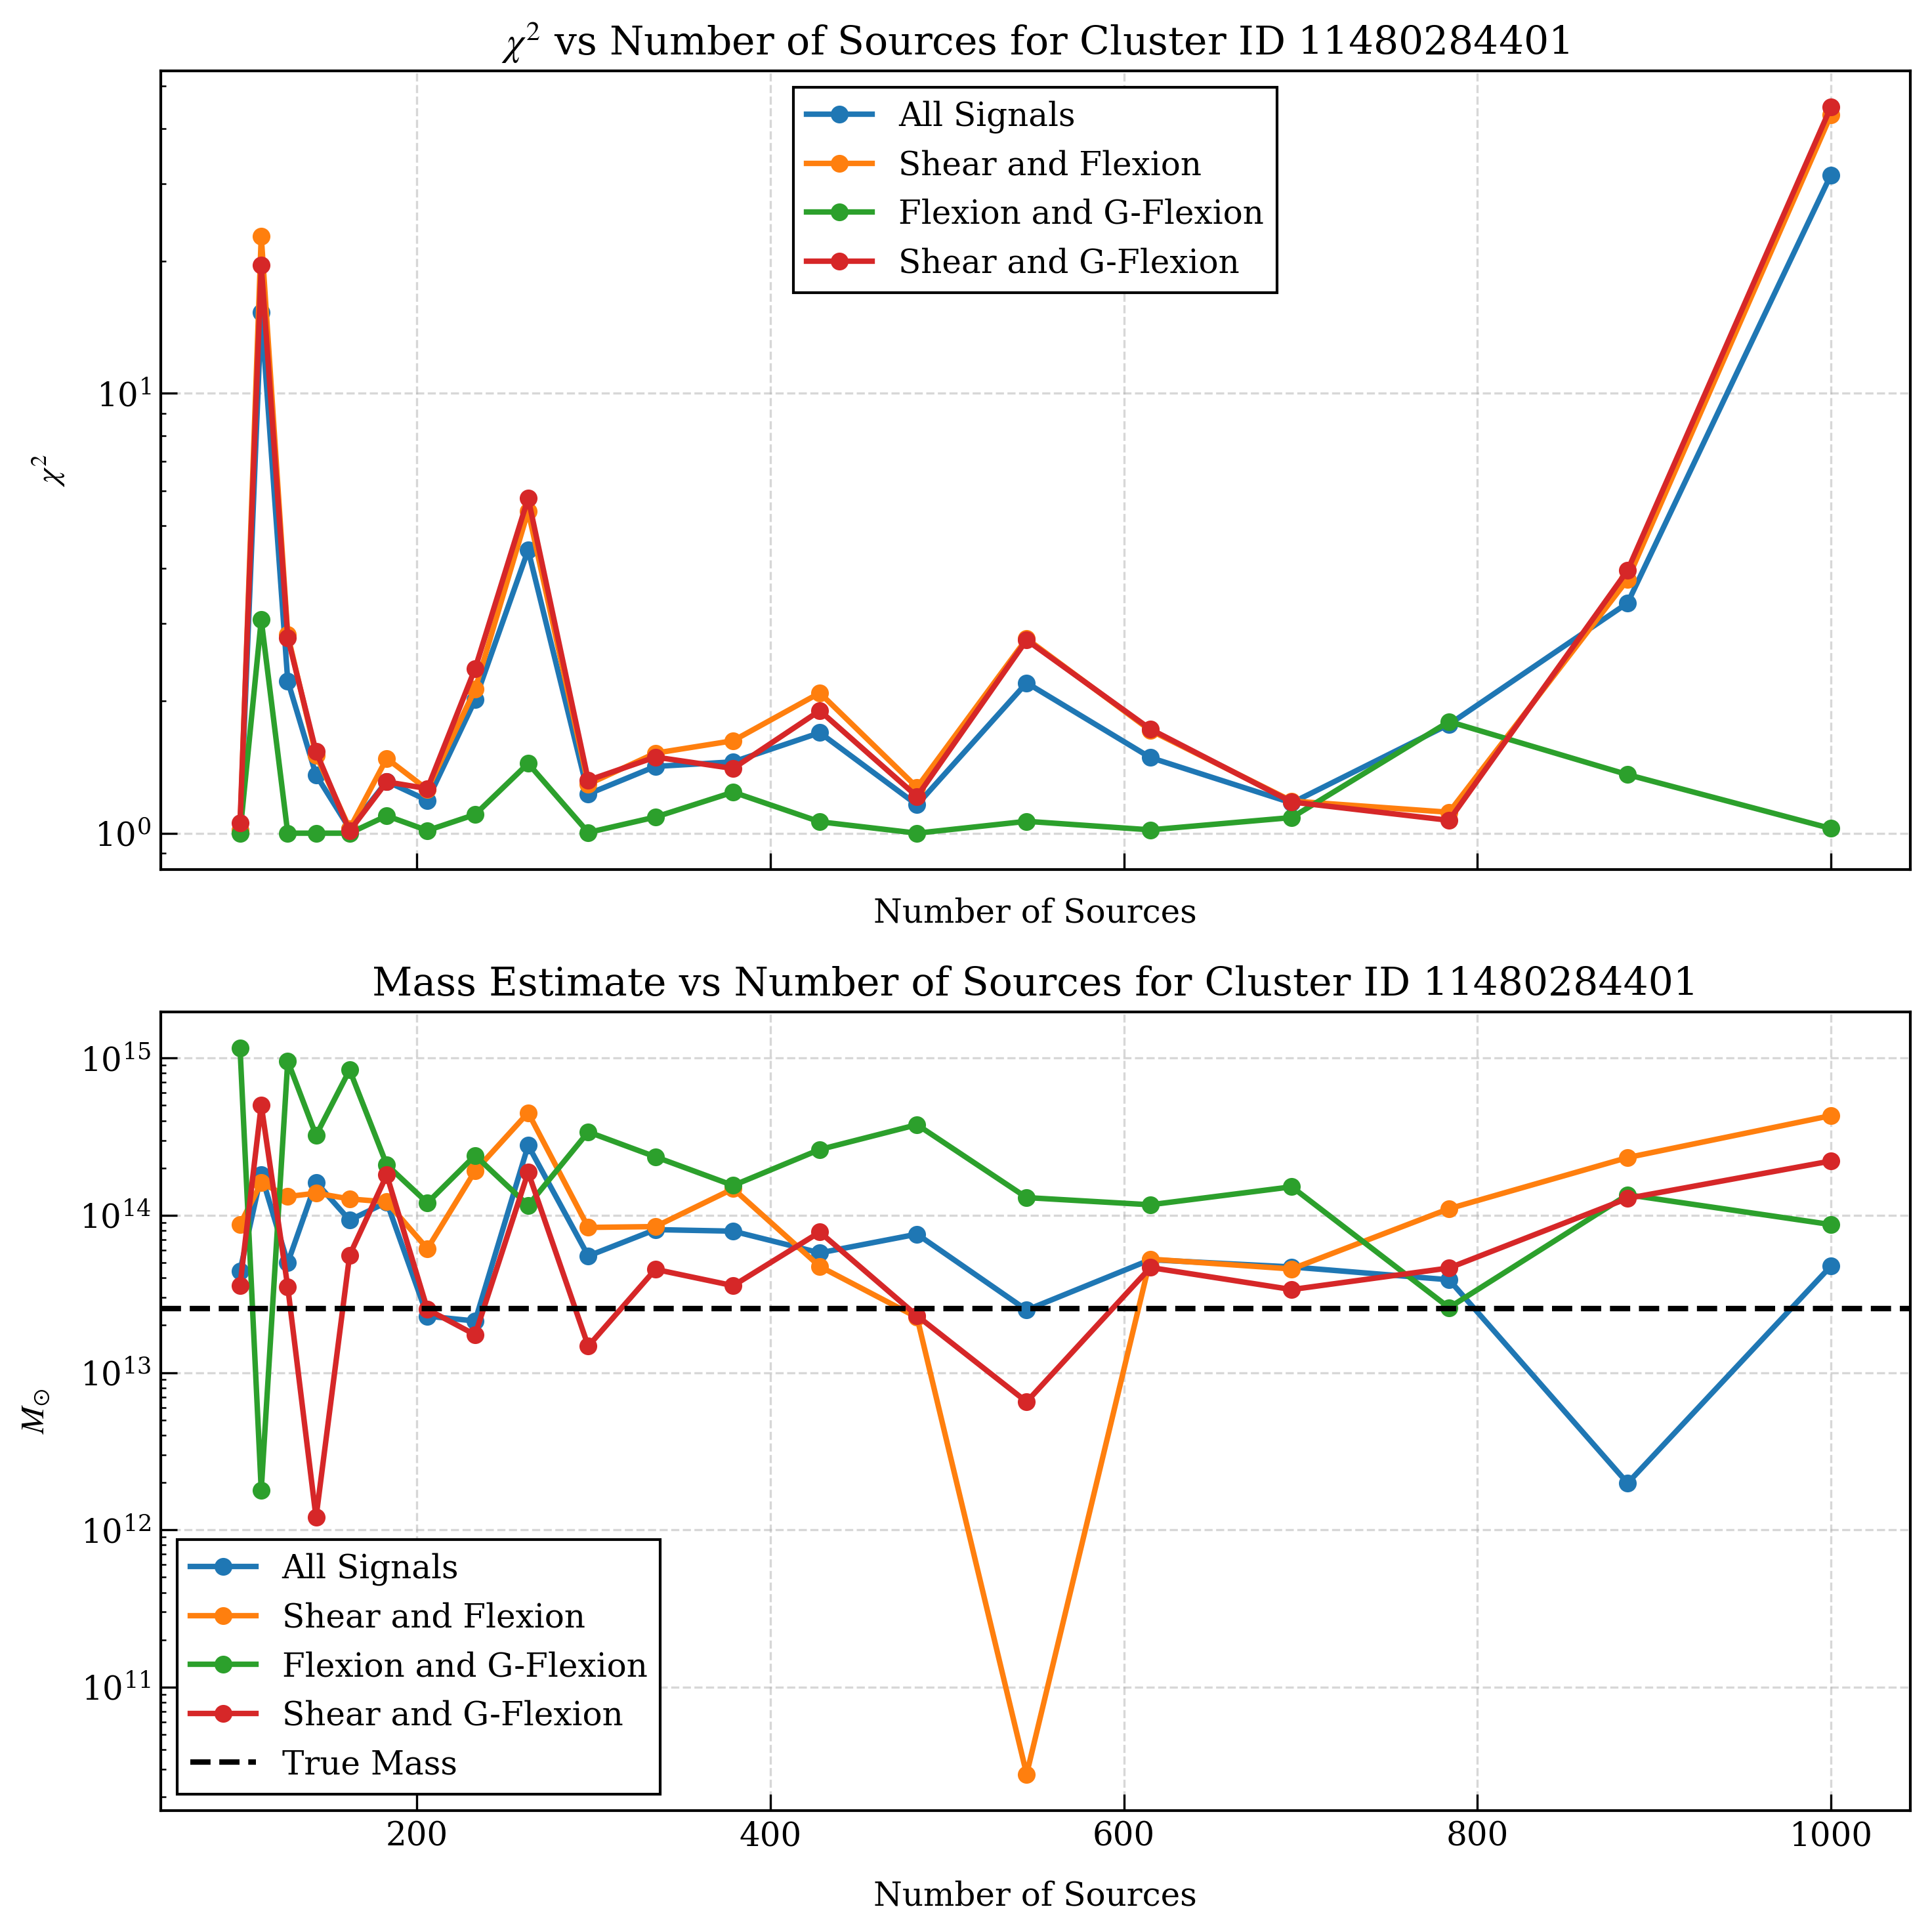 χ² vs Number of Sources for Cluster ID 11480284401
All Signals
Shear and Flexion
Flexion and G-Flexion
Shear and G-Flexion
10¹
10⁰
χ²
Number of Sources
Mass Estimate vs Number of Sources for Cluster ID 11480284401
10¹⁵
10¹⁴
10¹³
10¹²
10¹¹
M⊙
All Signals
Shear and Flexion
Flexion and G-Flexion
Shear and G-Flexion
True Mass
200 400 600 800 1000
Number of Sources